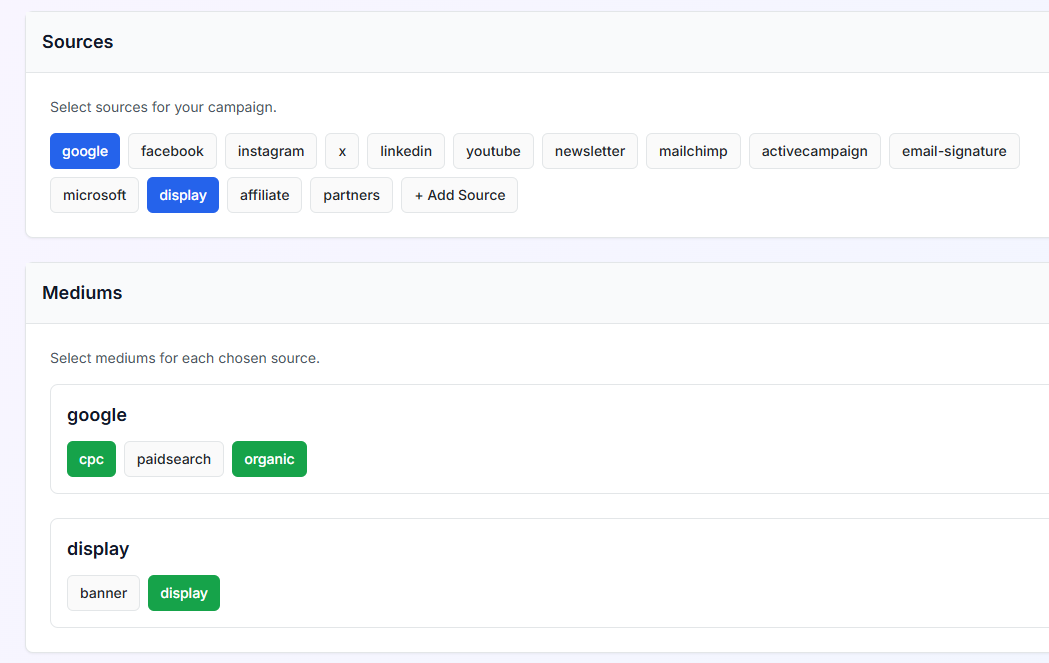 Sources
Select sources for your campaign.
google facebook instagram x linkedin youtube newsletter mailchimp activecampaign email-signature
microsoft display affiliate partners + Add Source
Mediums
Select mediums for each chosen source.
google
cpc paidsearch organic
display
banner display